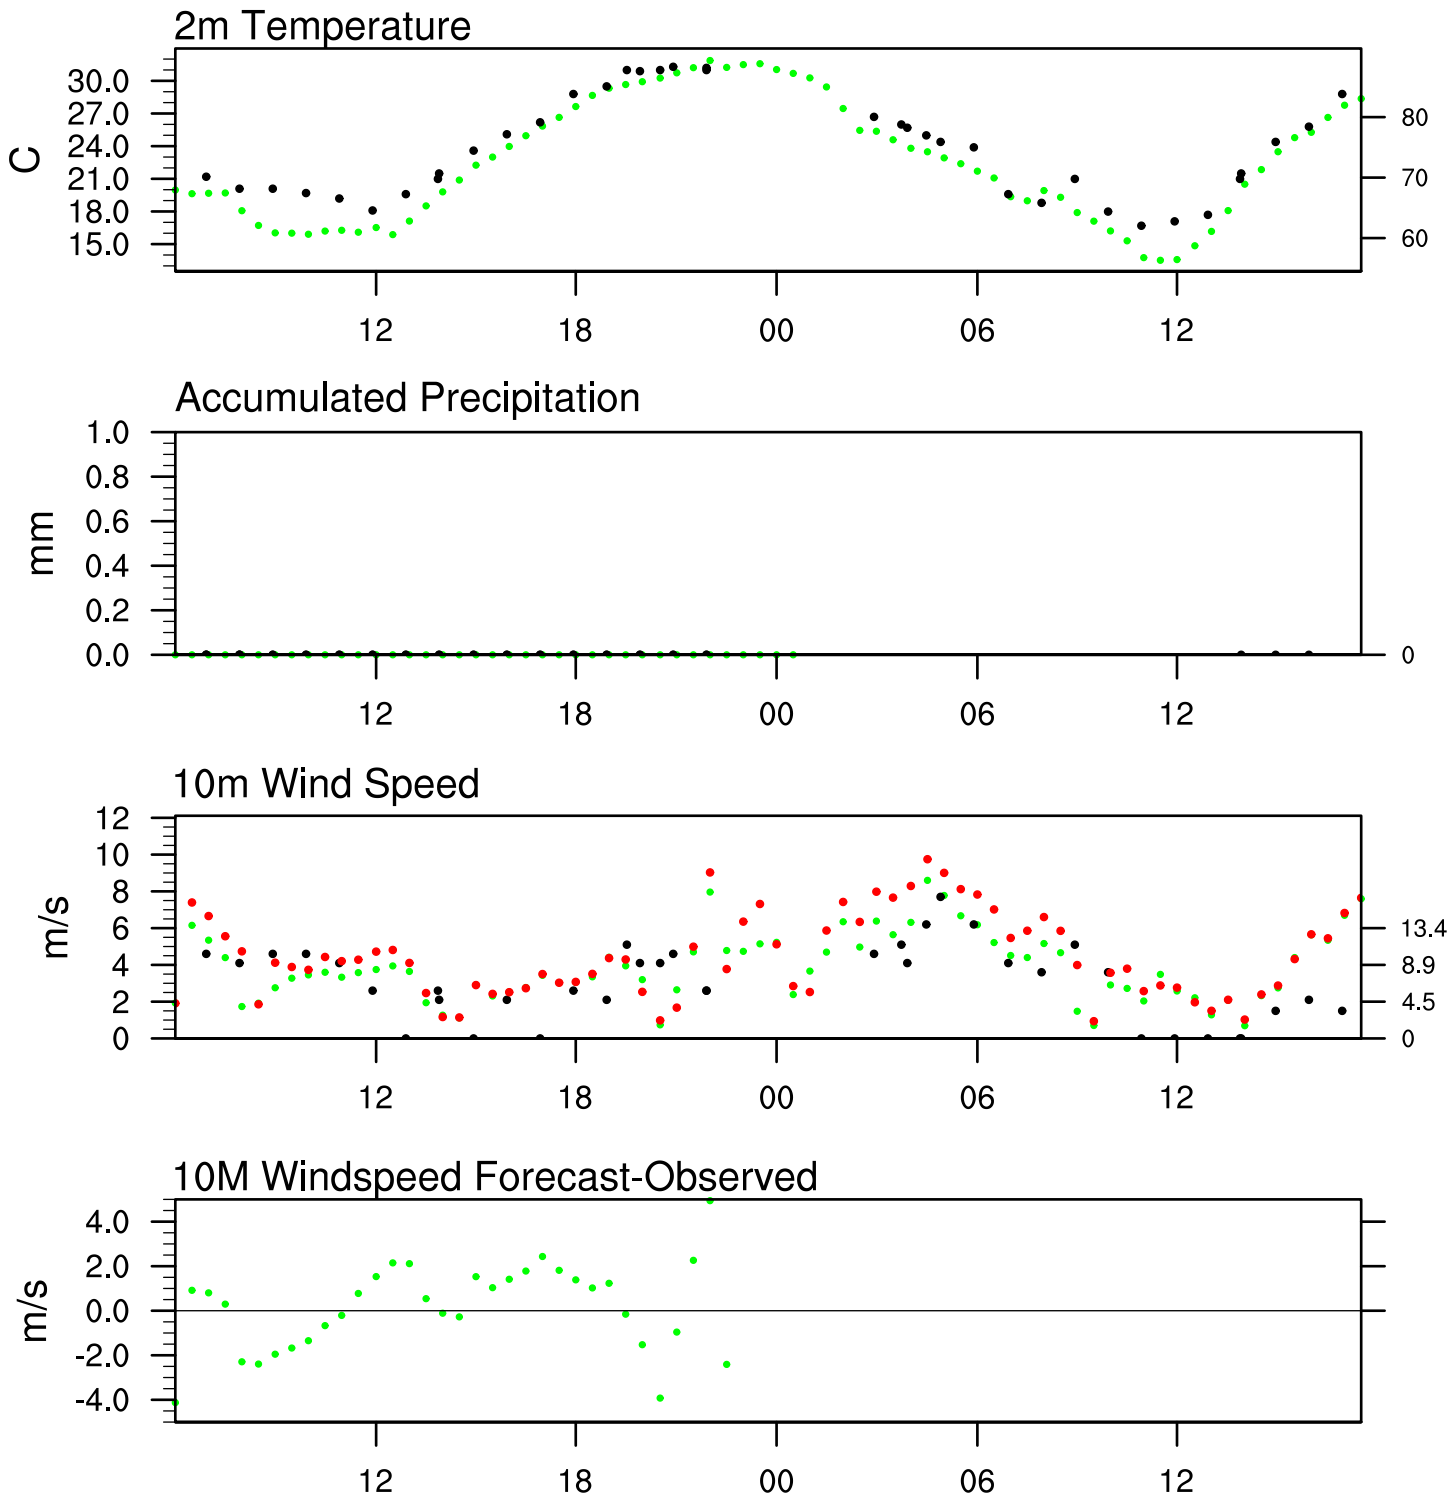 2m Temperature
30.0
27.0
24.0
21.0
18.0
15.0
C
80
70
60
12 18 00 06 12
Accumulated Precipitation
1.0
0.8
0.6
0.4
0.2
0.0
mm
0
12 18 00 06 12
10m Wind Speed
12
10
8
6
4
2
0
m/s
13.4
8.9
4.5
0
12 18 00 06 12
10M Windspeed Forecast-Observed
4.0
2.0
0.0
-2.0
-4.0
m/s
12 18 00 06 12